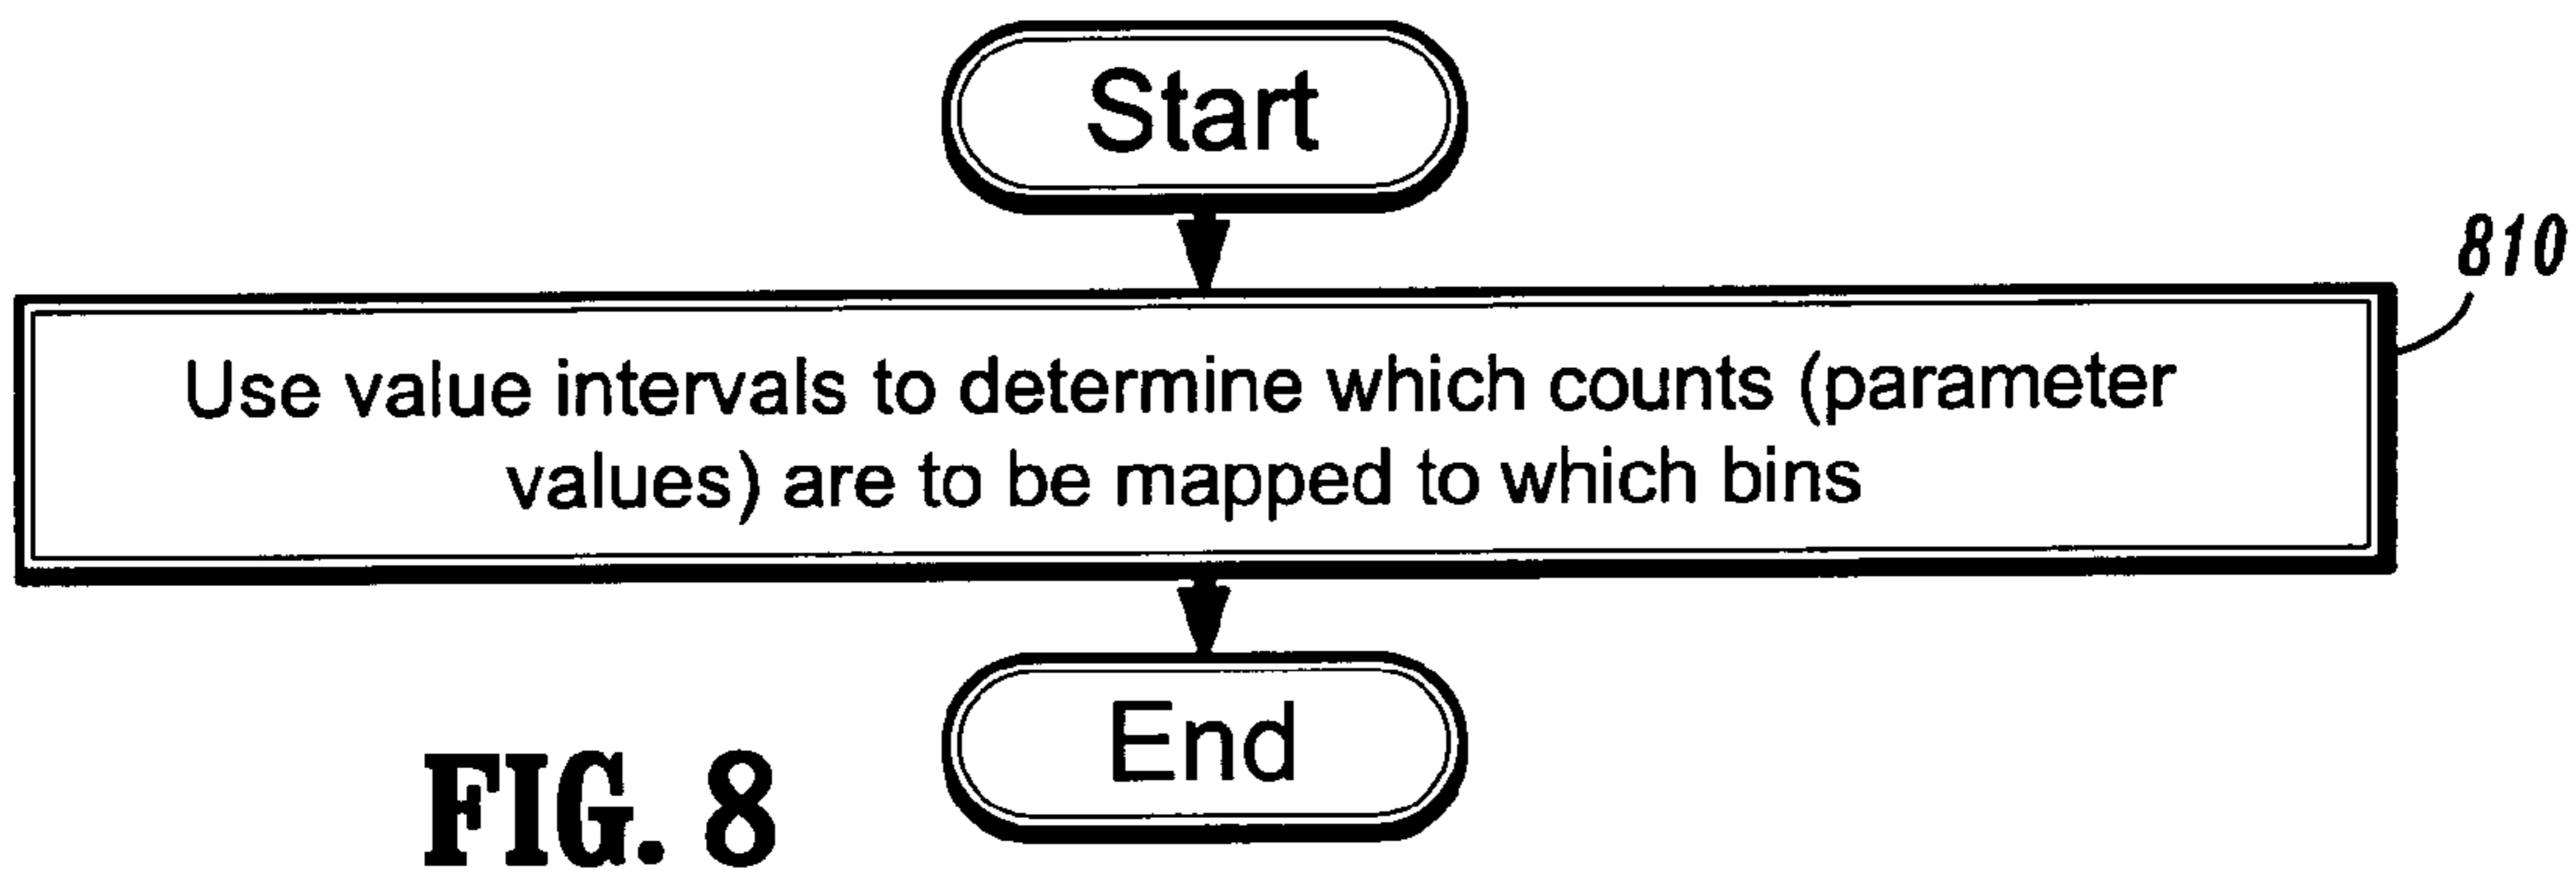 Start
810
Use value intervals to determine which counts (parameter
values) are to be mapped to which bins
End
FIG. 8